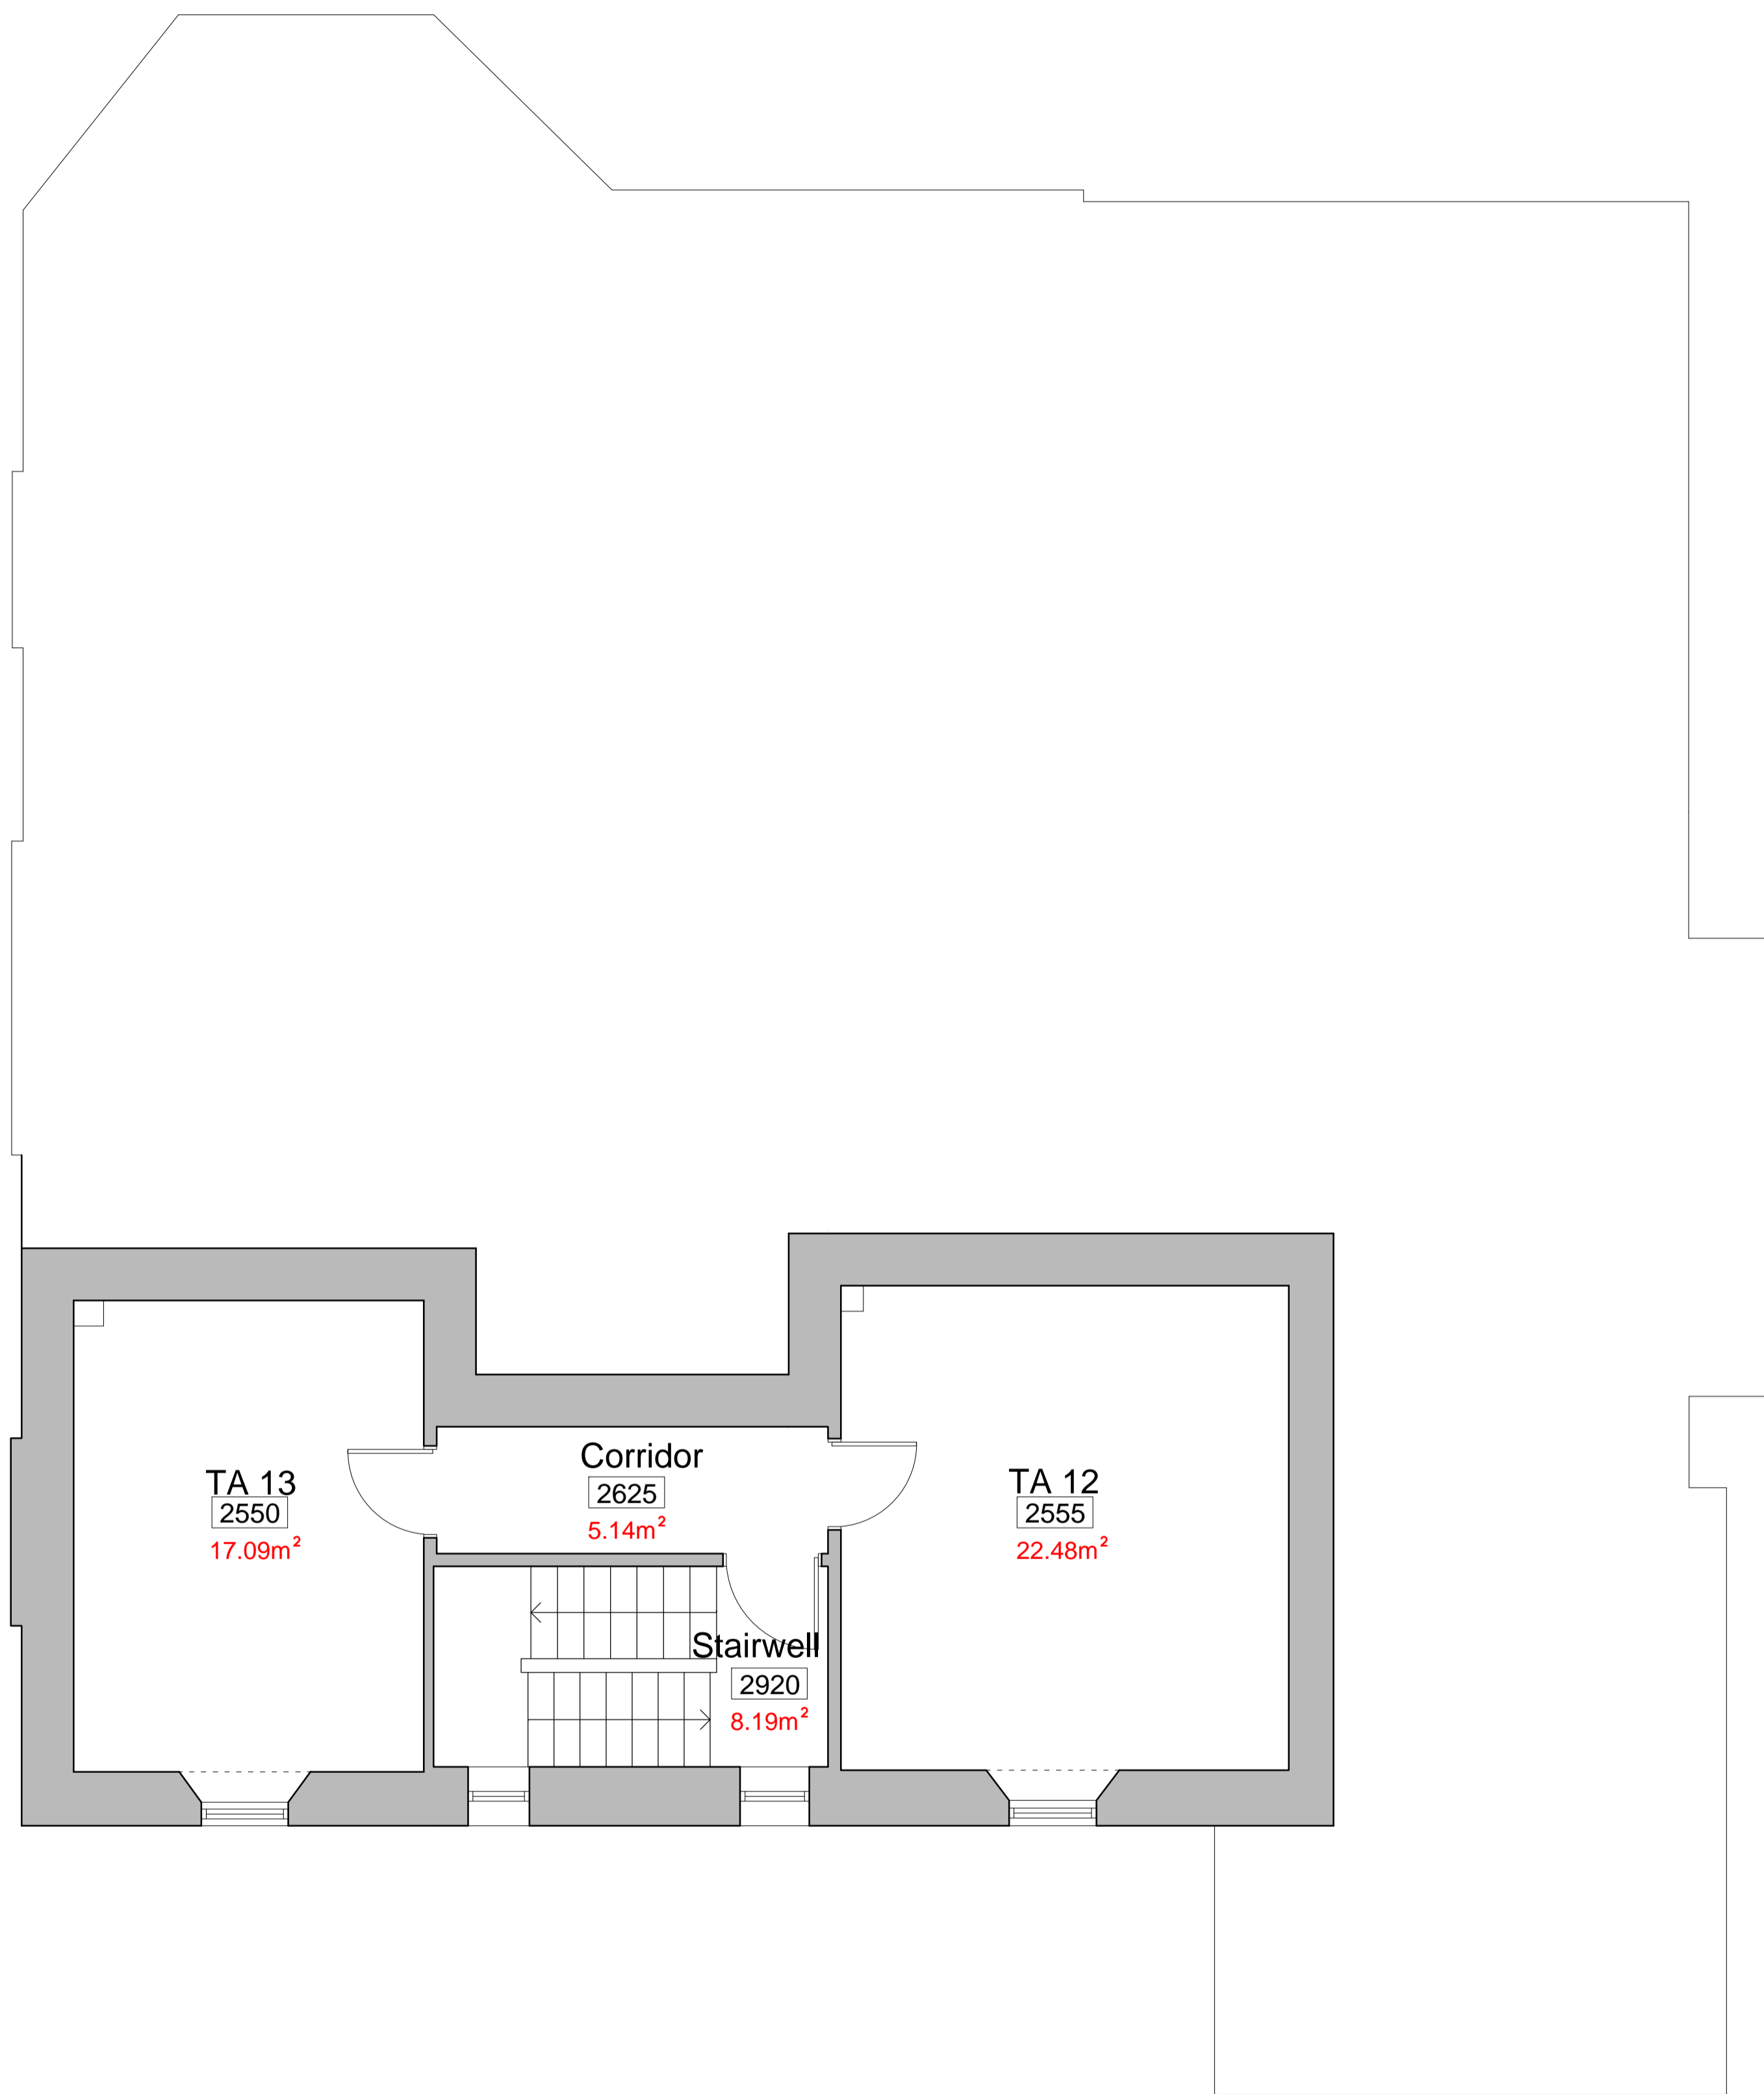 Corridor
2625
5.14m²
TA 13
2550
17.09m²
TA 12
2555
22.48m²
Stairwell
2920
8.19m²